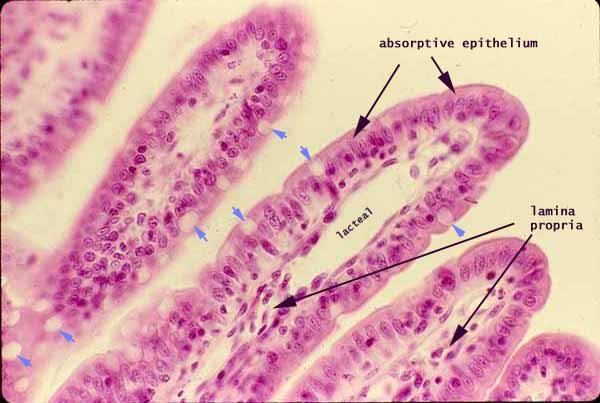 absorptive epithelium
lacteal
lamina
propria